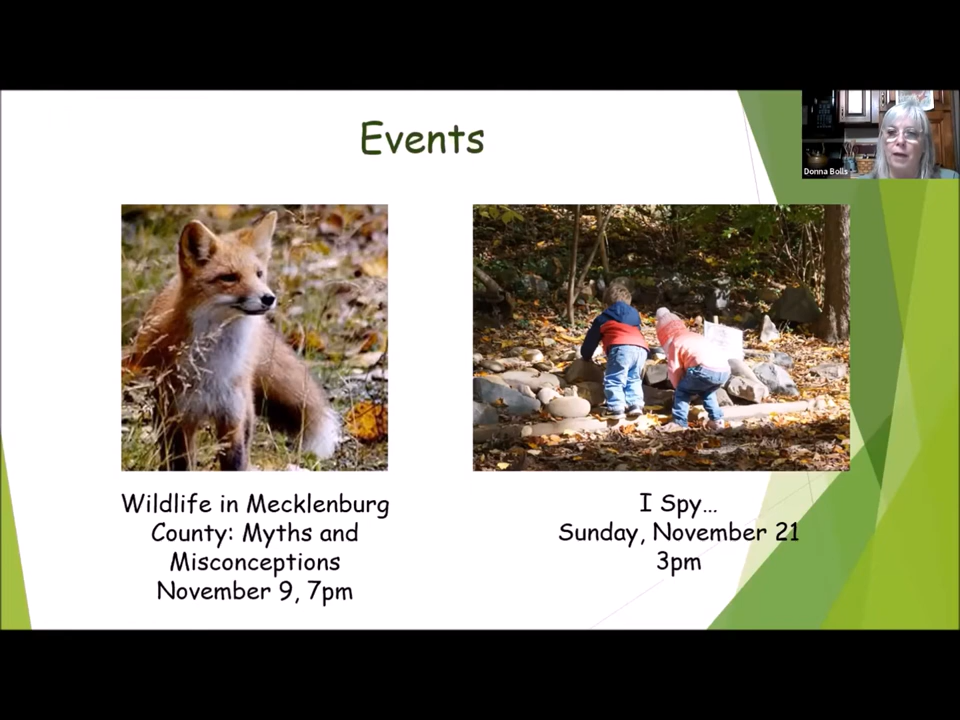 Events
Donna Bolls
Wildlife in Mecklenburg
County: Myths and
Misconceptions
November 9, 7pm
I Spy…
Sunday, November 21
3pm